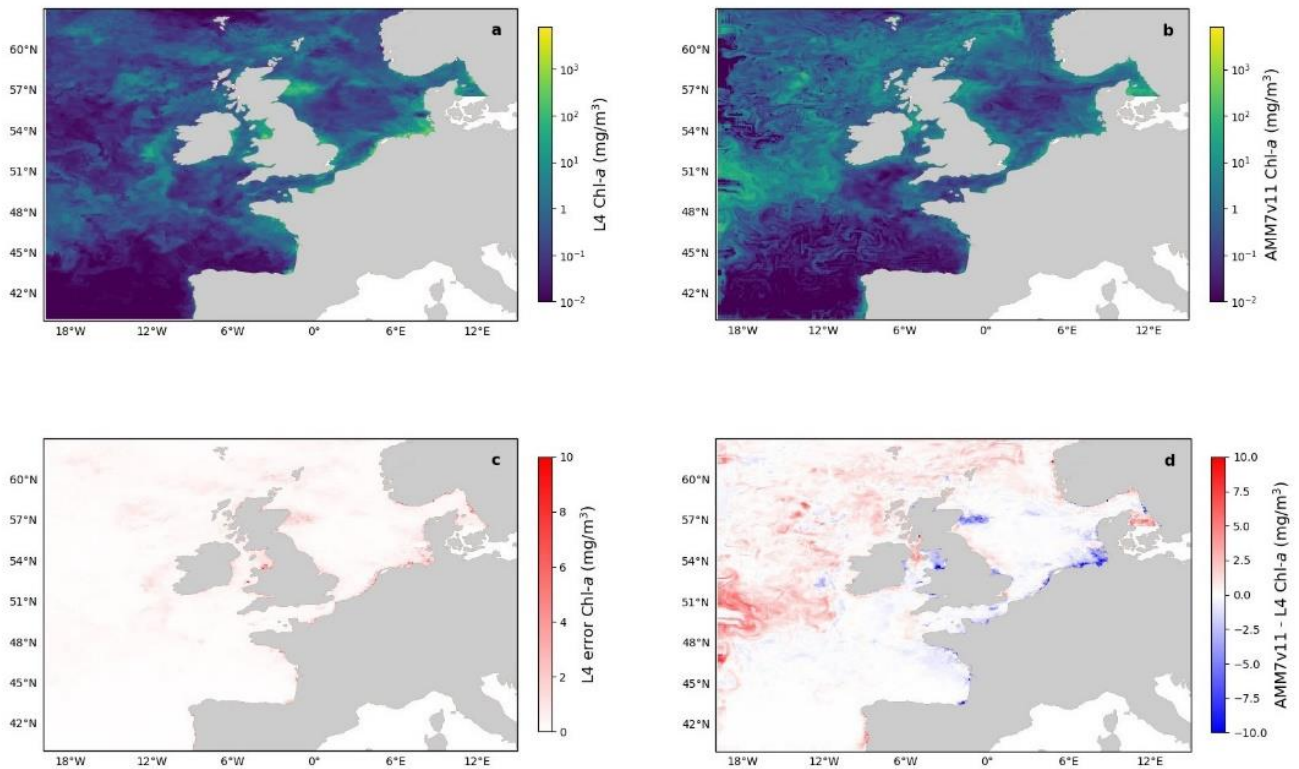 a
60°N
57°N
54°N
51°N
48°N
45°N
42°N
18°W 12°W 6°W 0° 6°E 12°E
10³
10²
10¹
1
10⁻¹
10⁻²
L4 Chl-a (mg/m³)
b
60°N
57°N
54°N
51°N
48°N
45°N
42°N
18°W 12°W 6°W 0° 6°E 12°E
10³
10²
10¹
1
10⁻¹
10⁻²
AMM7v11 Chl-a (mg/m³)
c
60°N
57°N
54°N
51°N
48°N
45°N
42°N
18°W 12°W 6°W 0° 6°E 12°E
10
8
6
4
2
0
L4 error Chl-a (mg/m³)
d
60°N
57°N
54°N
51°N
48°N
45°N
42°N
18°W 12°W 6°W 0° 6°E 12°E
10.0
7.5
5.0
2.5
0.0
−2.5
−5.0
−7.5
−10.0
AMM7v11 - L4 Chl-a (mg/m³)